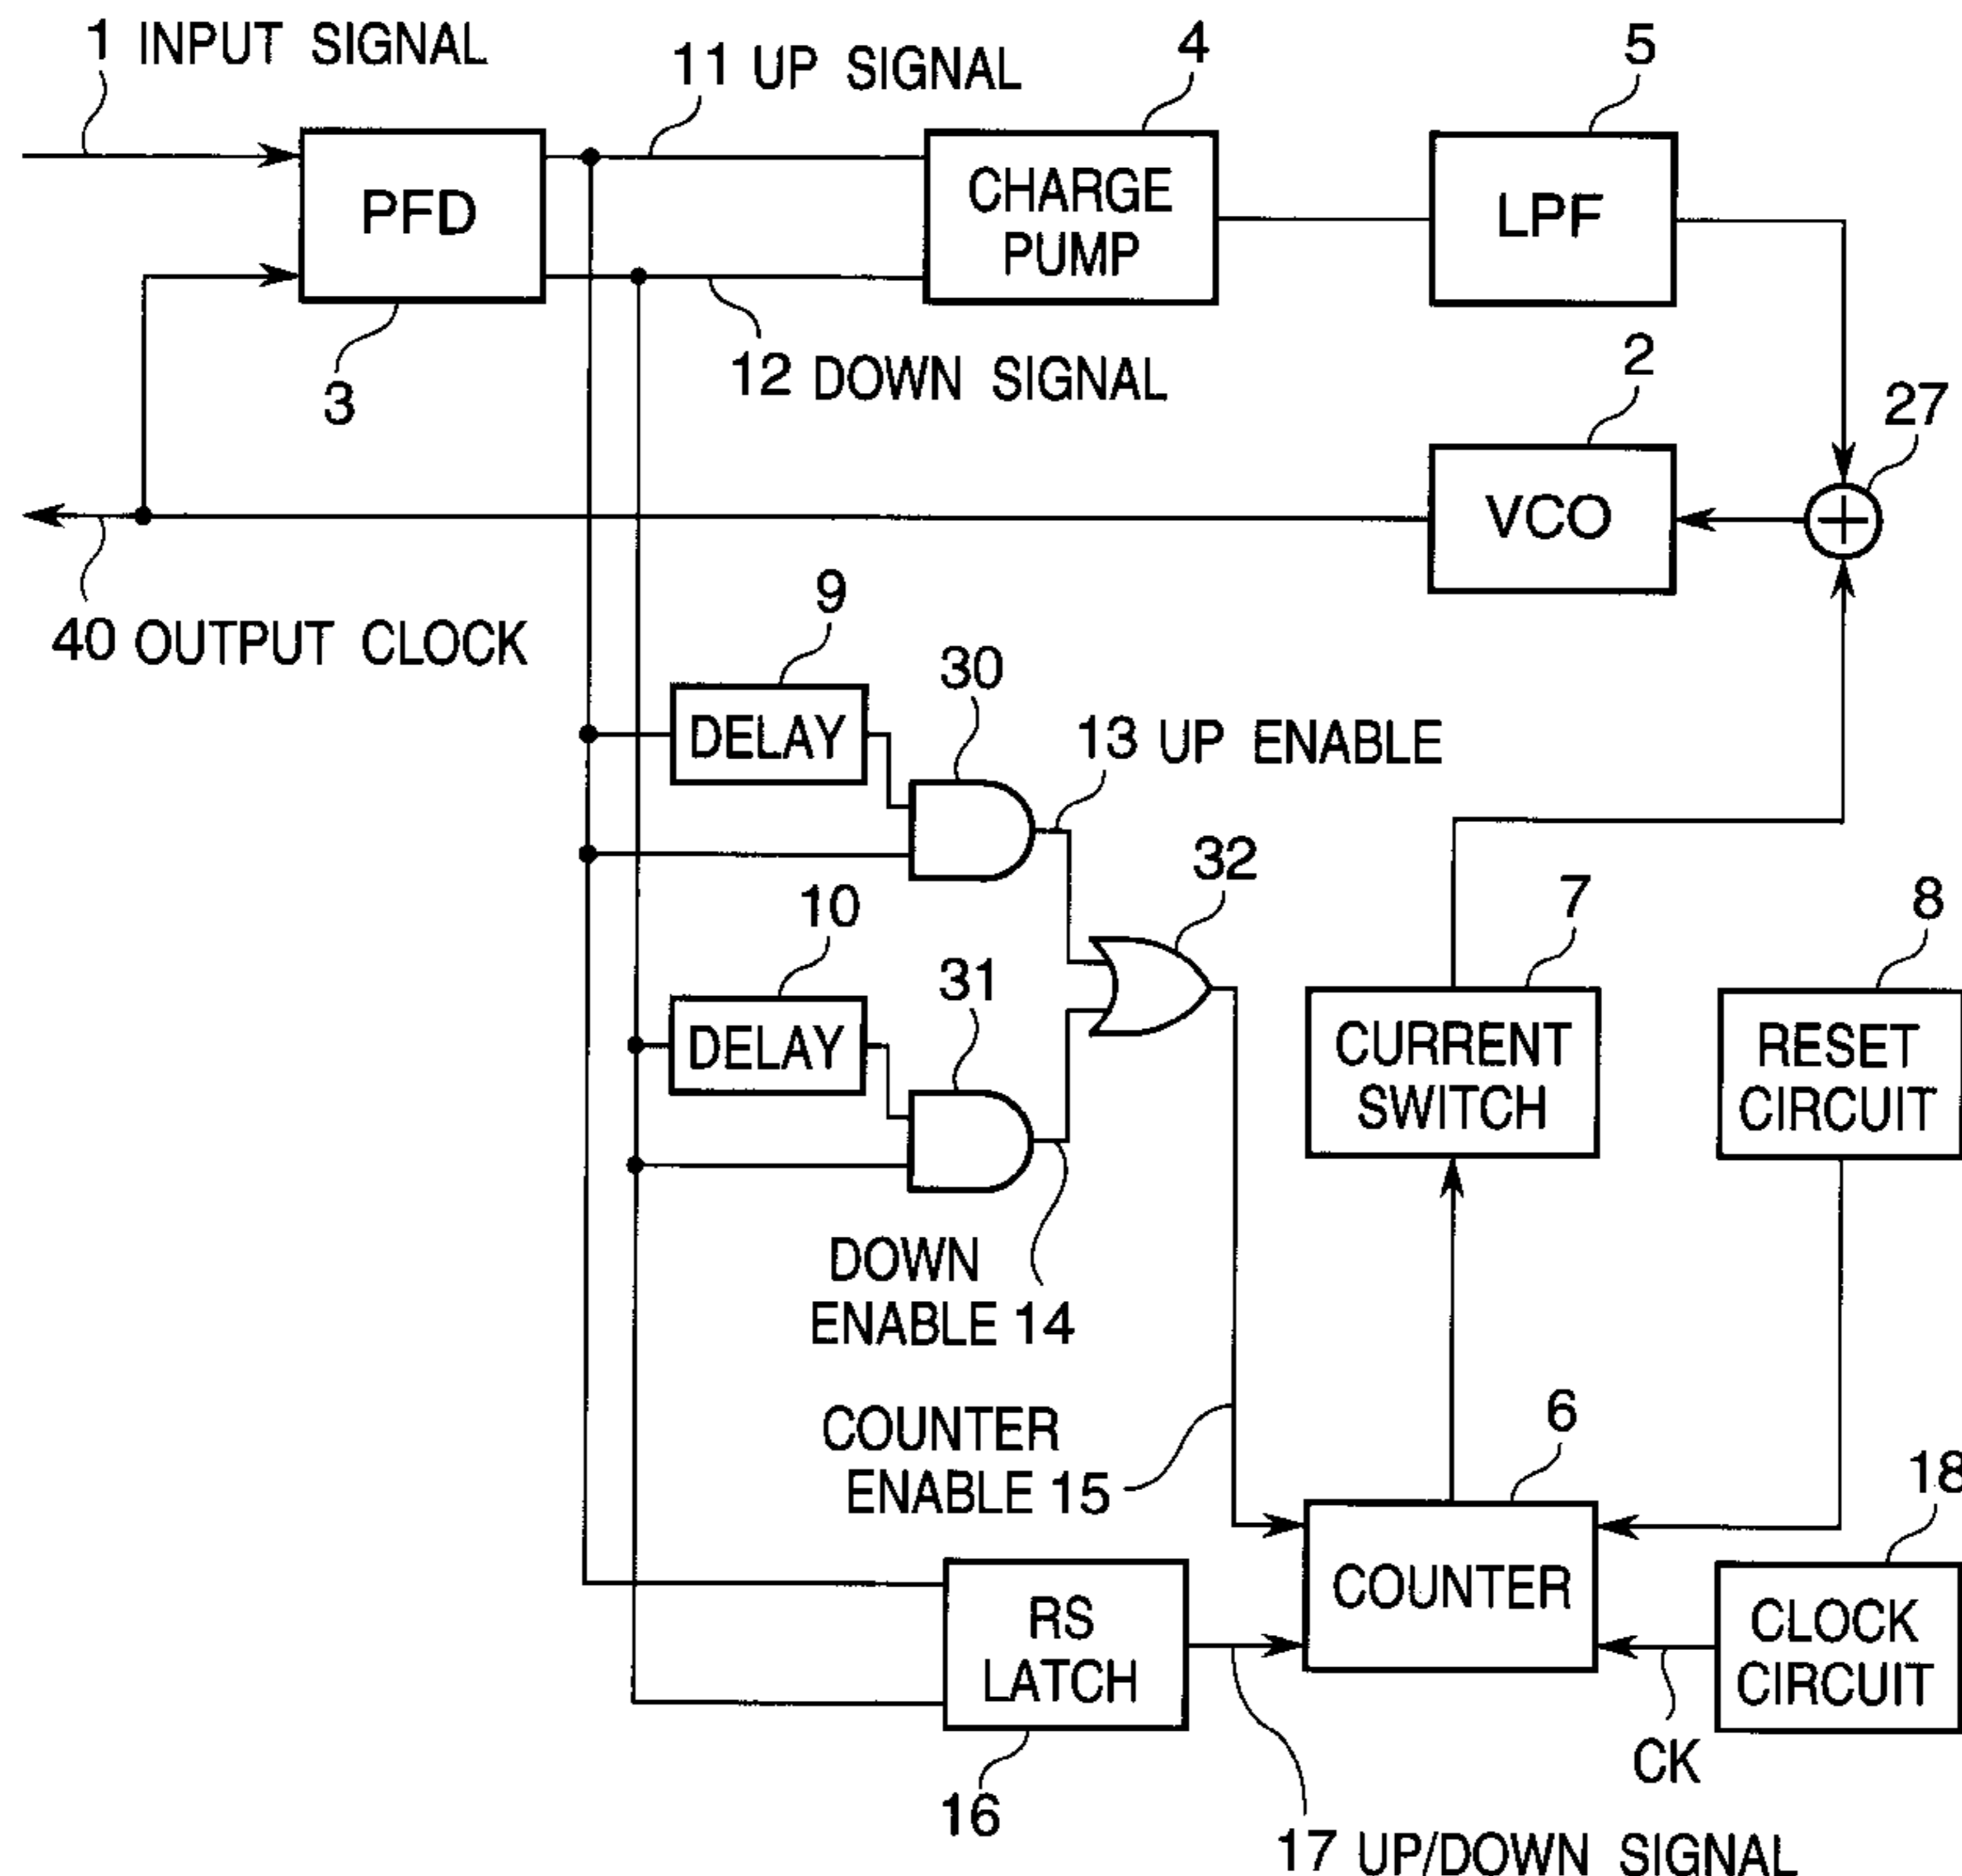 1 INPUT SIGNAL
11 UP SIGNAL
4
5
PFD
CHARGE
PUMP
LPF
3
12 DOWN SIGNAL
2
27
VCO
40 OUTPUT CLOCK
9
30
DELAY
13 UP ENABLE
32
10
7
8
31
DELAY
CURRENT
SWITCH
RESET
CIRCUIT
DOWN
ENABLE 14
COUNTER
ENABLE 15
6
18
COUNTER
RS
LATCH
CLOCK
CIRCUIT
CK
16
17 UP/DOWN SIGNAL